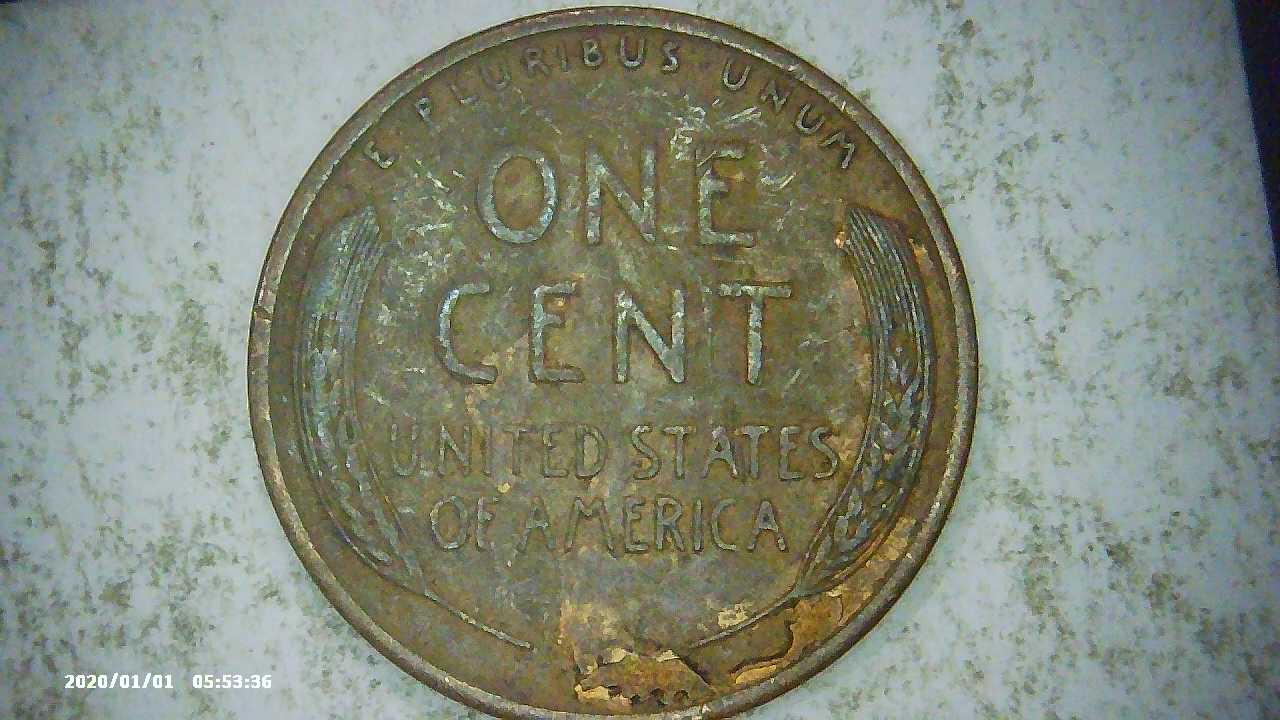 E PLURIBUS UNUM
ONE
CENT
UNITED STATES
OF AMERICA
2020/01/01 05:53:36